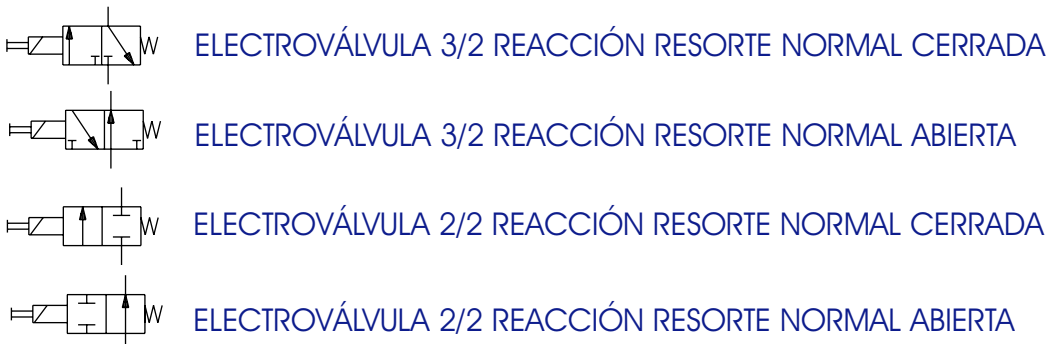 ELECTROVÁLVULA 3/2 REACCIÓN RESORTE NORMAL CERRADA
ELECTROVÁLVULA 3/2 REACCIÓN RESORTE NORMAL ABIERTA
ELECTROVÁLVULA 2/2 REACCIÓN RESORTE NORMAL CERRADA
ELECTROVÁLVULA 2/2 REACCIÓN RESORTE NORMAL ABIERTA